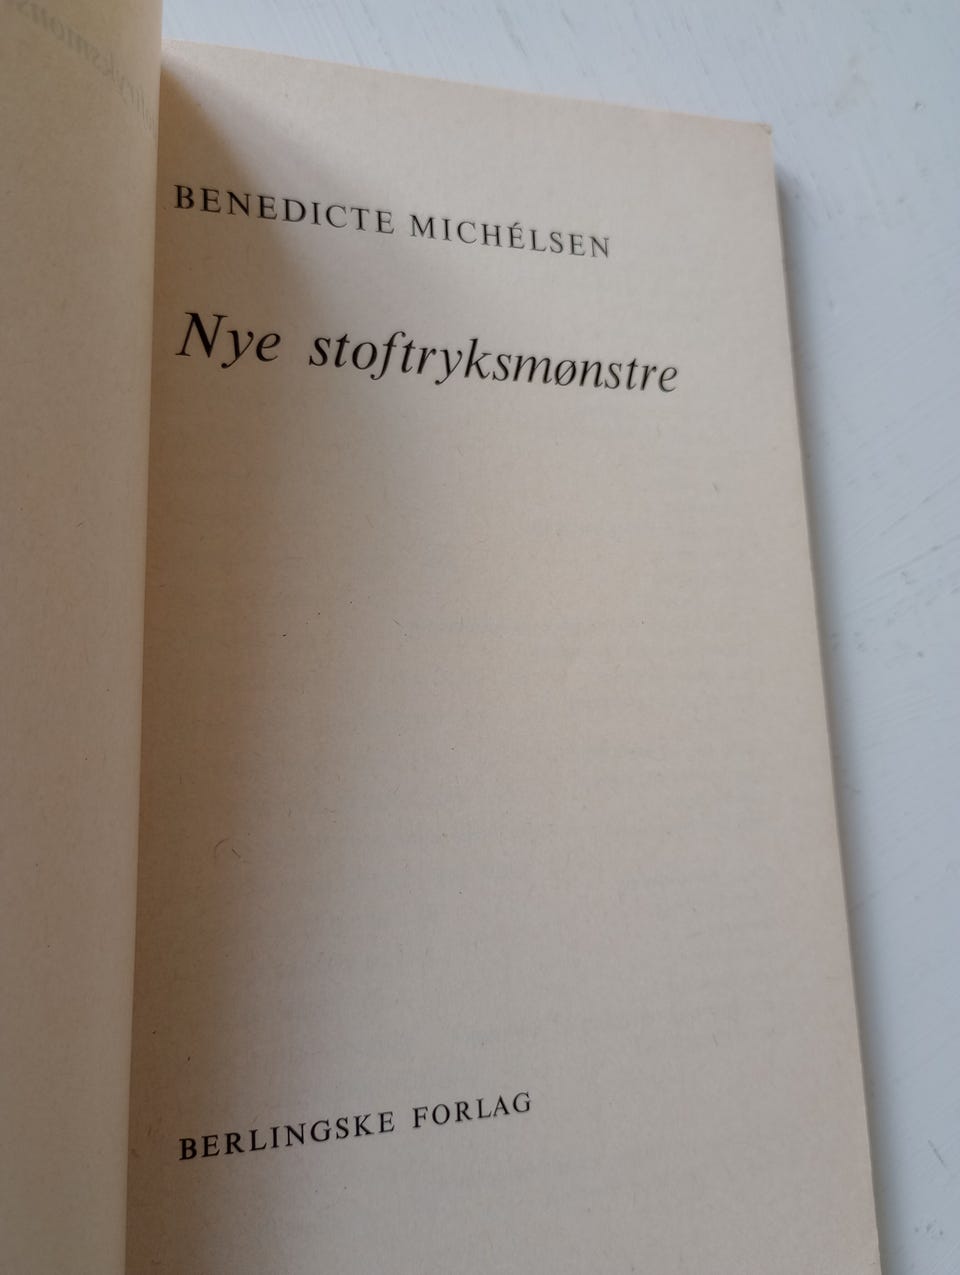 BENEDICTE MICHÉLSEN
Nye stoftryksmønstre
BERLINGSKE FORLAG